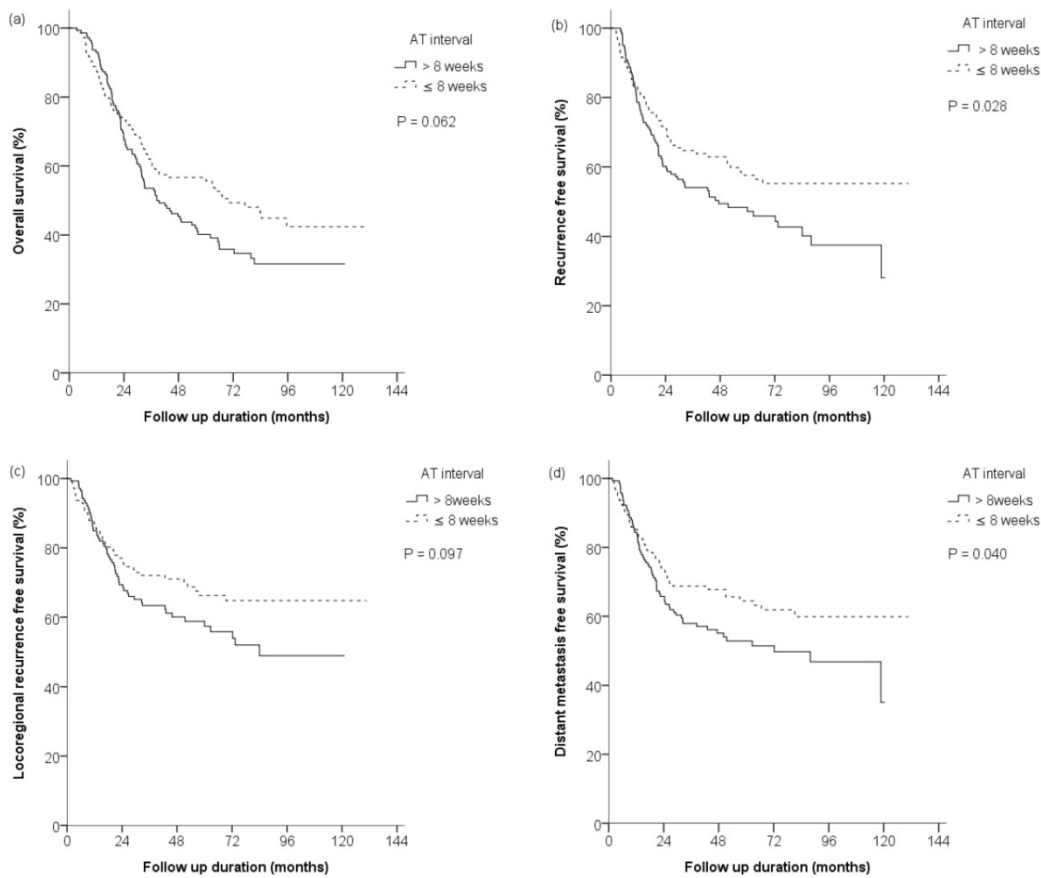 (a)
AT interval
> 8 weeks
≤ 8 weeks
P = 0.062
Overall survival (%)
100
80
60
40
20
0
0 24 48 72 96 120 144
Follow up duration (months)
(b)
AT interval
> 8 weeks
≤ 8 weeks
P = 0.028
Recurrence free survival (%)
100
80
60
40
20
0
0 24 48 72 96 120 144
Follow up duration (months)
(c)
AT interval
> 8weeks
≤ 8 weeks
P = 0.097
Locoregional recurrence free survival (%)
100
80
60
40
20
0
0 24 48 72 96 120 144
Follow up duration (months)
(d)
AT interval
> 8weeks
≤ 8 weeks
P = 0.040
Distant metastasis free survival (%)
100
80
60
40
20
0
0 24 48 72 96 120 144
Follow up duration (months)